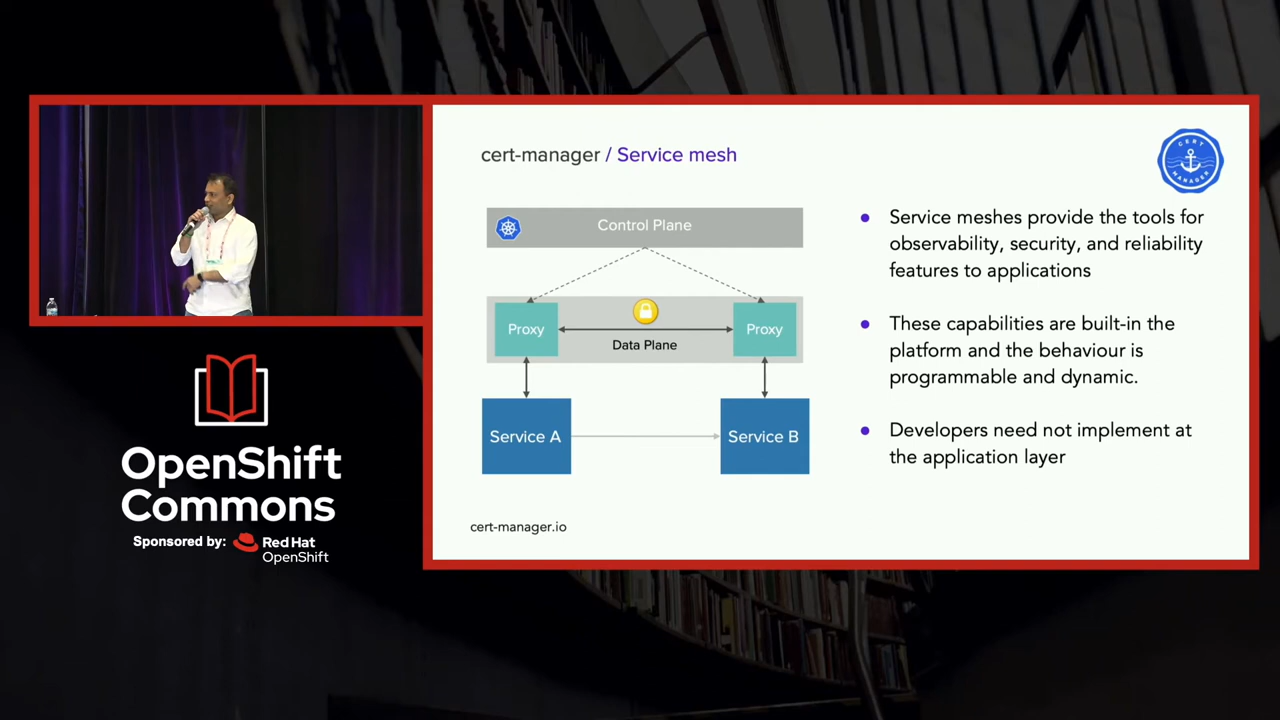 cert-manager / Service mesh
CERT
MANAGER
Control Plane
Proxy
Proxy
Data Plane
Service A
Service B
Service meshes provide the tools for
observability, security, and reliability
features to applications
These capabilities are built-in the
platform and the behaviour is
programmable and dynamic.
Developers need not implement at
the application layer
cert-manager.io
OpenShift
Commons
Sponsored by:
Red Hat
OpenShift